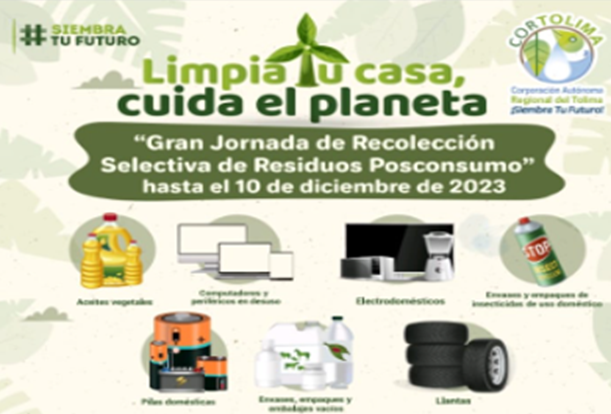 # SIEMBRA
TU FUTURO
CORTOLIMA
Corporación Autónoma
Regional del Tolima
¡Siembra Tu Futuro!
Limpia Tu casa,
cuida el planeta
“Gran Jornada de Recolección
Selectiva de Residuos Posconsumo”
hasta el 10 de diciembre de 2023
STOP
INSECT
Aceites vegetales
Computadores y
periféricos en desuso
Electrodomésticos
Envases y empaques de
insecticidas de uso doméstico
Pilas domésticas
Envases, empaques y
embalajes vacíos
Llantas